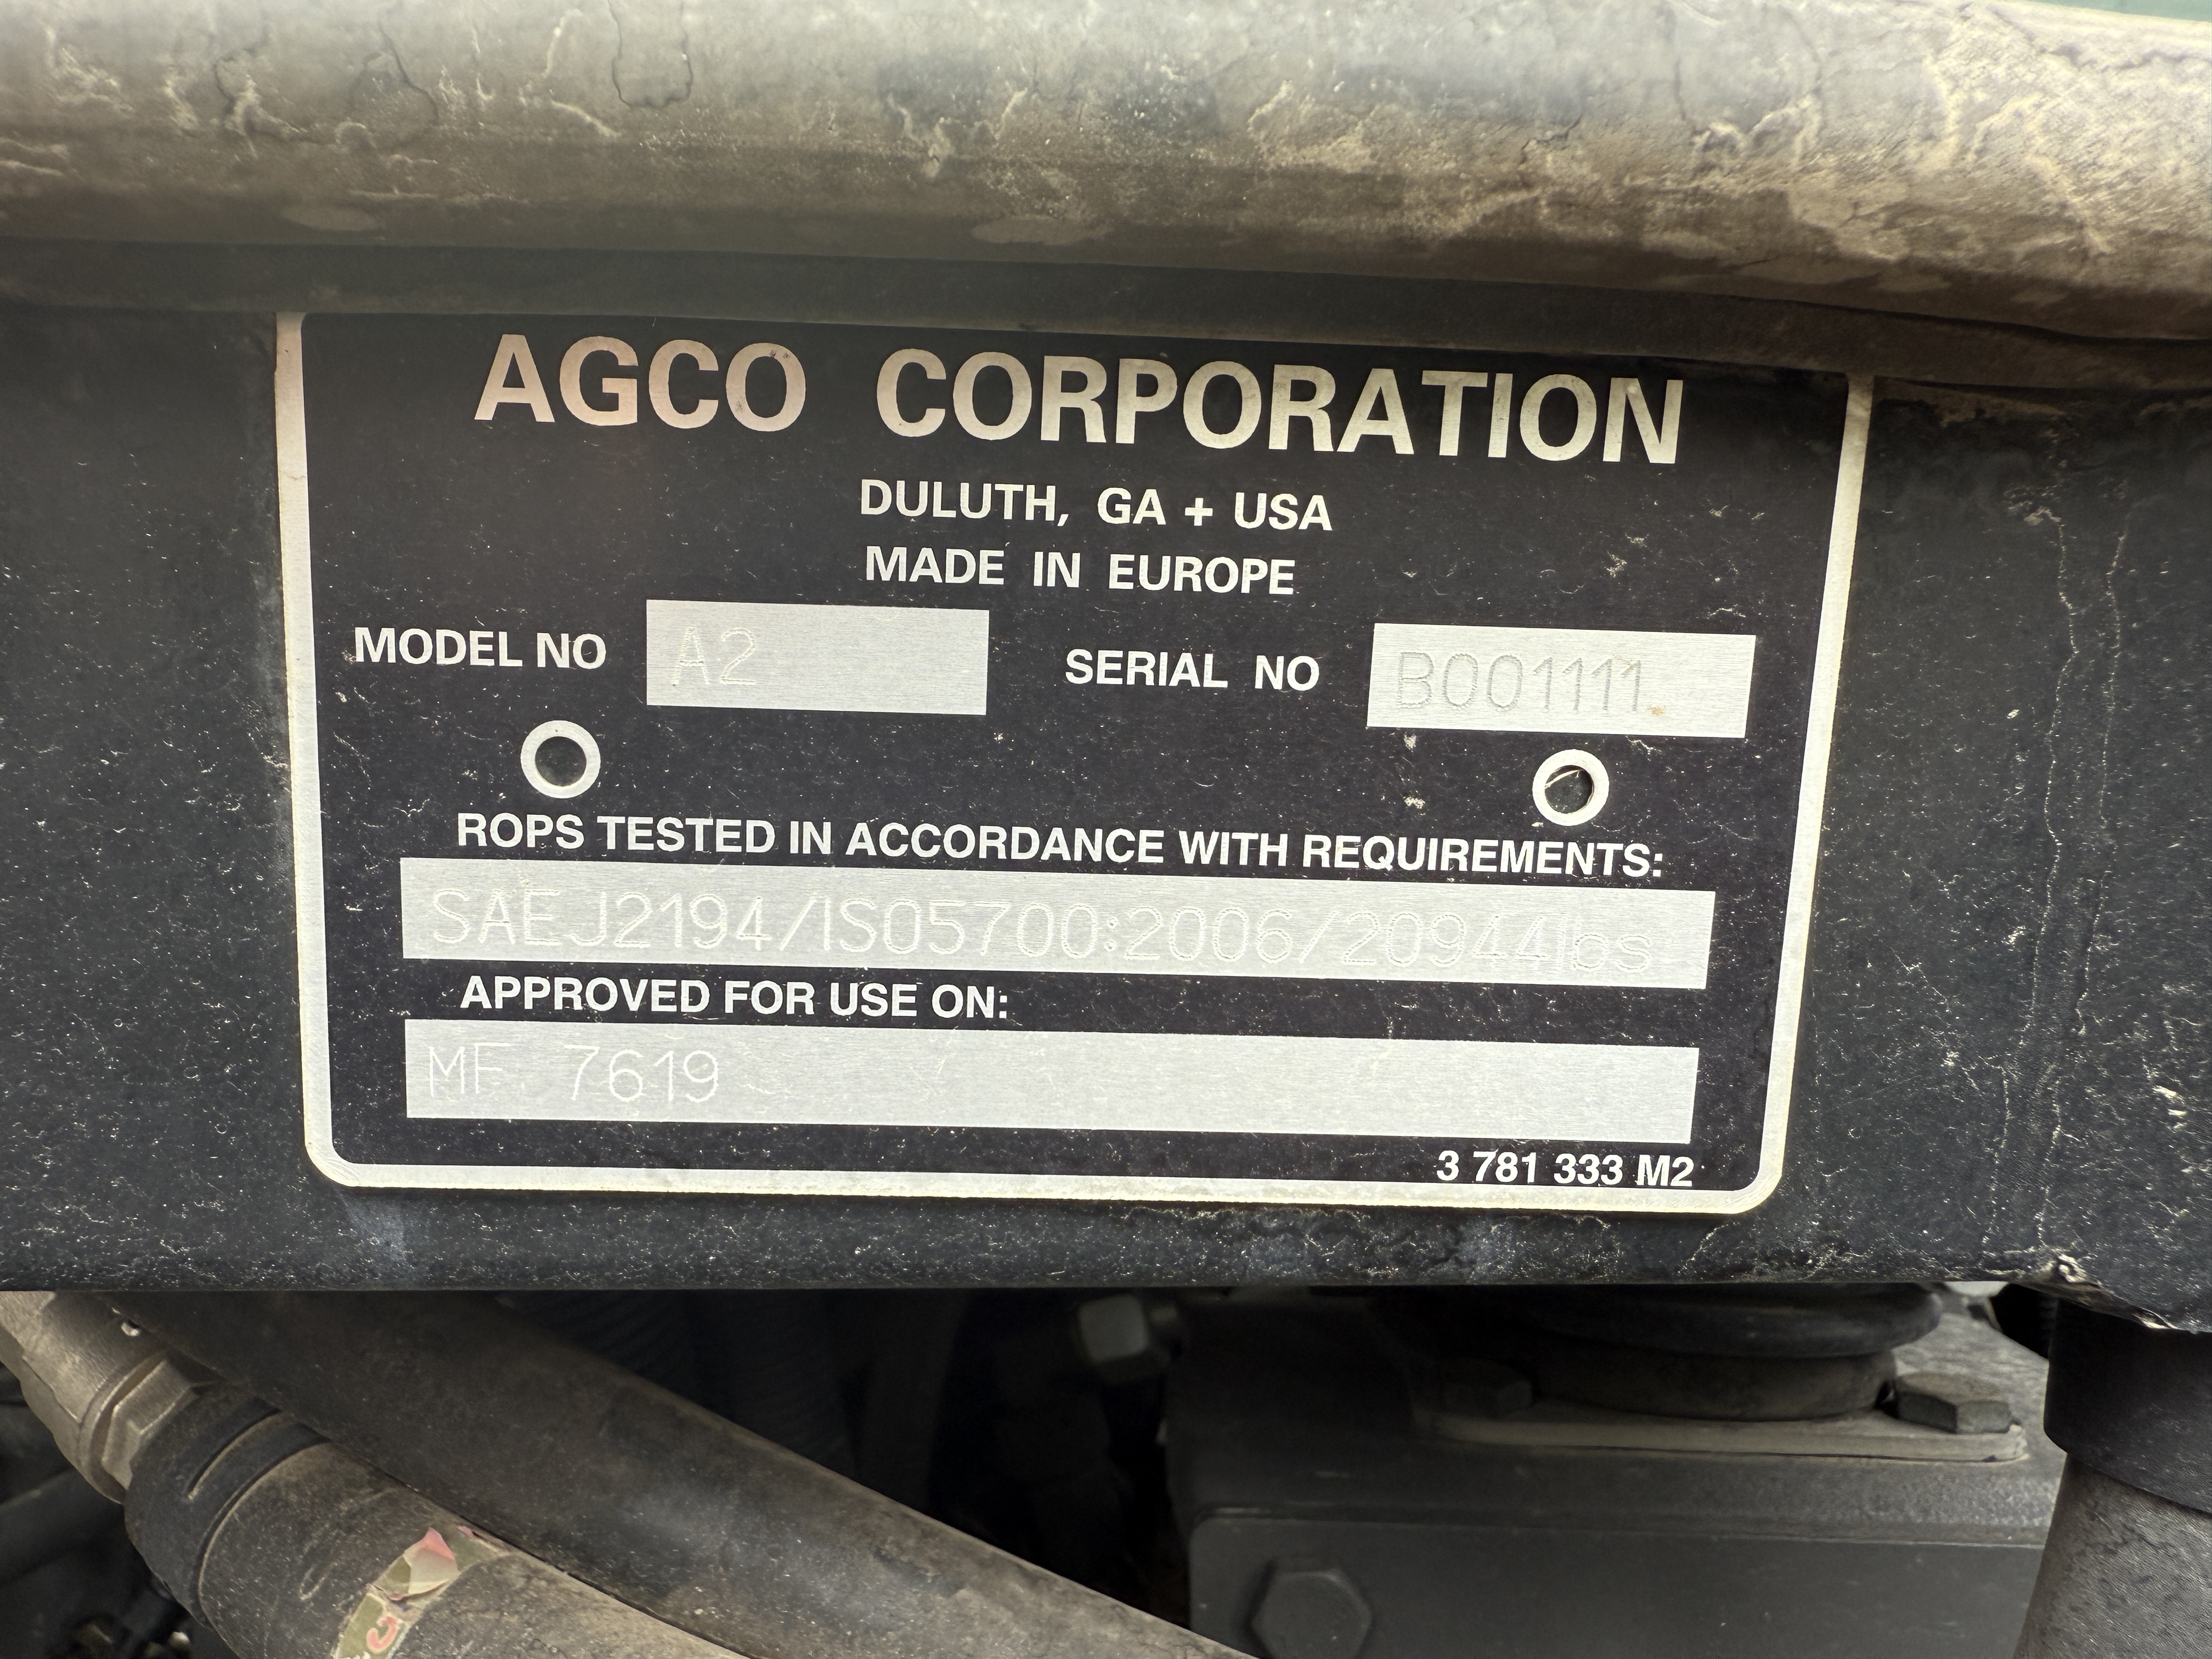 AGCO CORPORATION
DULUTH, GA + USA
MADE IN EUROPE
MODEL NO A2 SERIAL NO B001111
ROPS TESTED IN ACCORDANCE WITH REQUIREMENTS:
SAEJ2194/ISO5700:2006/20944lbs
APPROVED FOR USE ON:
MF 7619
3 781 333 M2